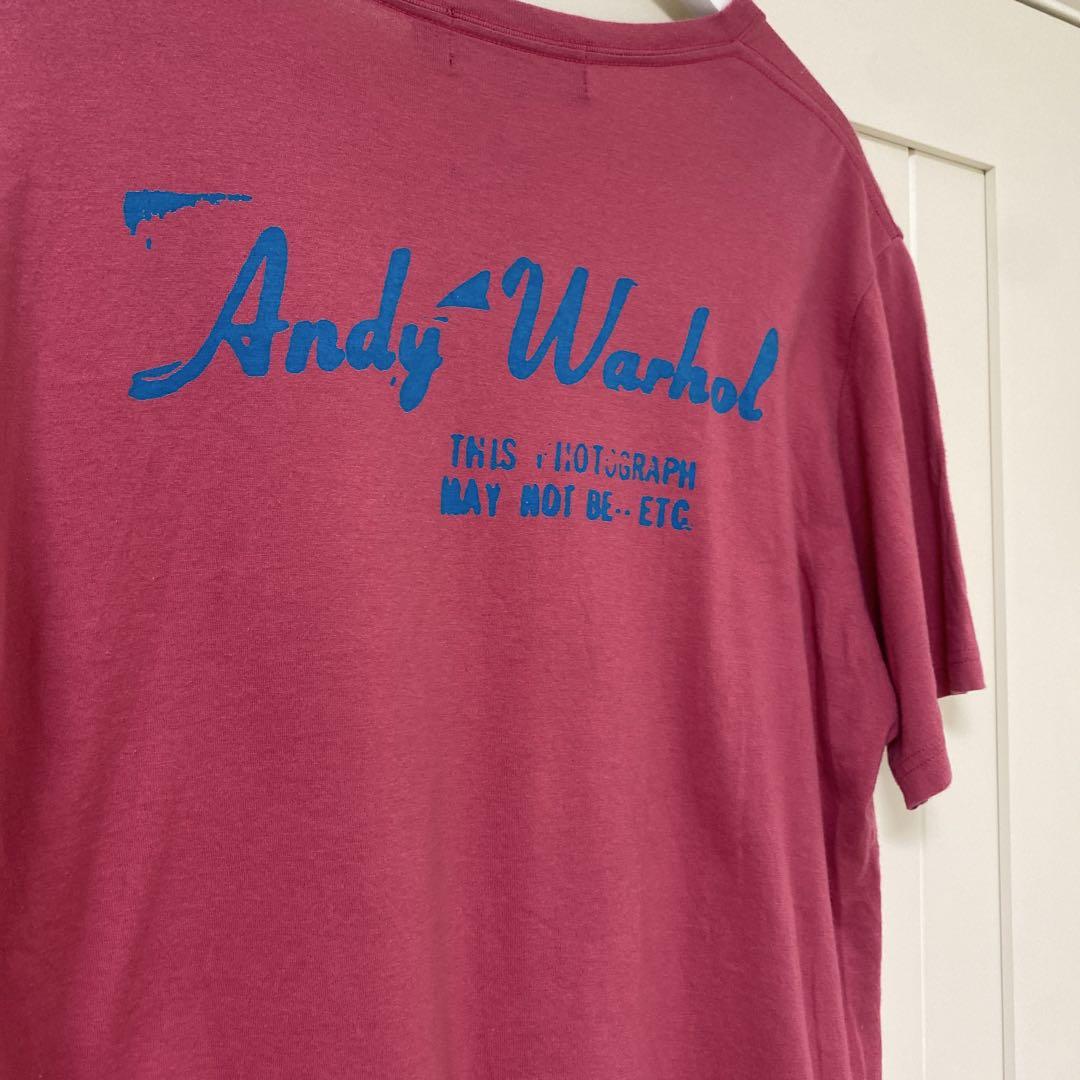 Andy Warhol
THIS PHOTOGRAPH
MAY NOT BE·· ETC.